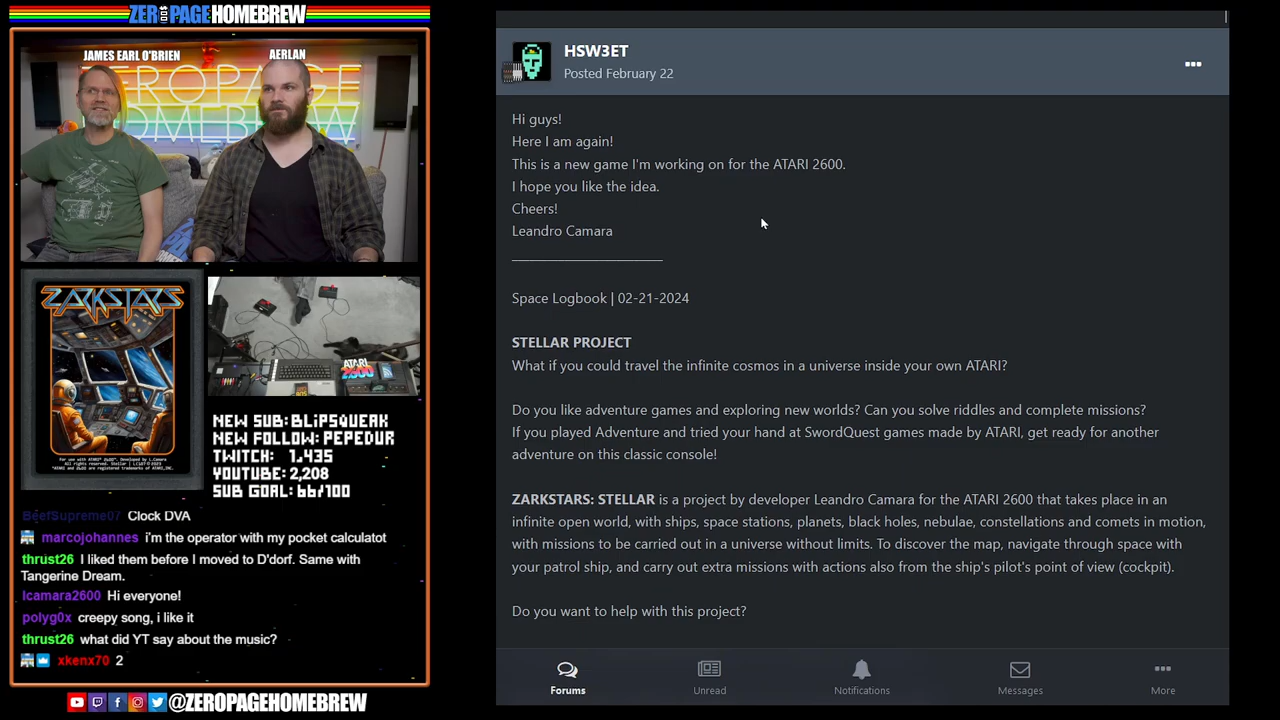 ZEROPAGE HOMEBREW
JAMES EARL O'BRIEN
AERLAN
ZEROPAGE
HOMEBREW
ZARKSTARS
ATARI
2600
NEW SUB: BLIPSQUEAK
NEW FOLLOW: PEPEDUR
TWITCH: 1,435
YOUTUBE: 2,208
SUB GOAL: 66/100
BeefSupreme07 Clock DVA
marcojohannes i'm the operator with my pocket calculatot
thrust26 I liked them before I moved to D'dorf. Same with
Tangerine Dream.
lcamara2600 Hi everyone!
polyg0x creepy song, i like it
thrust26 what did YT say about the music?
xkenx70 2
@ZEROPAGEHOMEBREW
HSW3ET
Posted February 22
Hi guys!
Here I am again!
This is a new game I'm working on for the ATARI 2600.
I hope you like the idea.
Cheers!
Leandro Camara
Space Logbook | 02-21-2024
STELLAR PROJECT
What if you could travel the infinite cosmos in a universe inside your own ATARI?
Do you like adventure games and exploring new worlds? Can you solve riddles and complete missions?
If you played Adventure and tried your hand at SwordQuest games made by ATARI, get ready for another
adventure on this classic console!
ZARKSTARS: STELLAR is a project by developer Leandro Camara for the ATARI 2600 that takes place in an
infinite open world, with ships, space stations, planets, black holes, nebulae, constellations and comets in motion,
with missions to be carried out in a universe without limits. To discover the map, navigate through space with
your patrol ship, and carry out extra missions with actions also from the ship's pilot's point of view (cockpit).
Do you want to help with this project?
Forums
Unread
Notifications
Messages
More